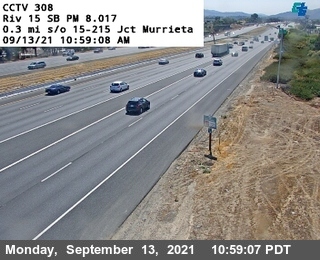 CCTV 308
Riv 15 SB PM 8.017
0.3 mi s/o 15-215 Jct Murrieta
09/13/21 10:59:08 AM
Monday, September 13, 2021 10:59:07 PDT